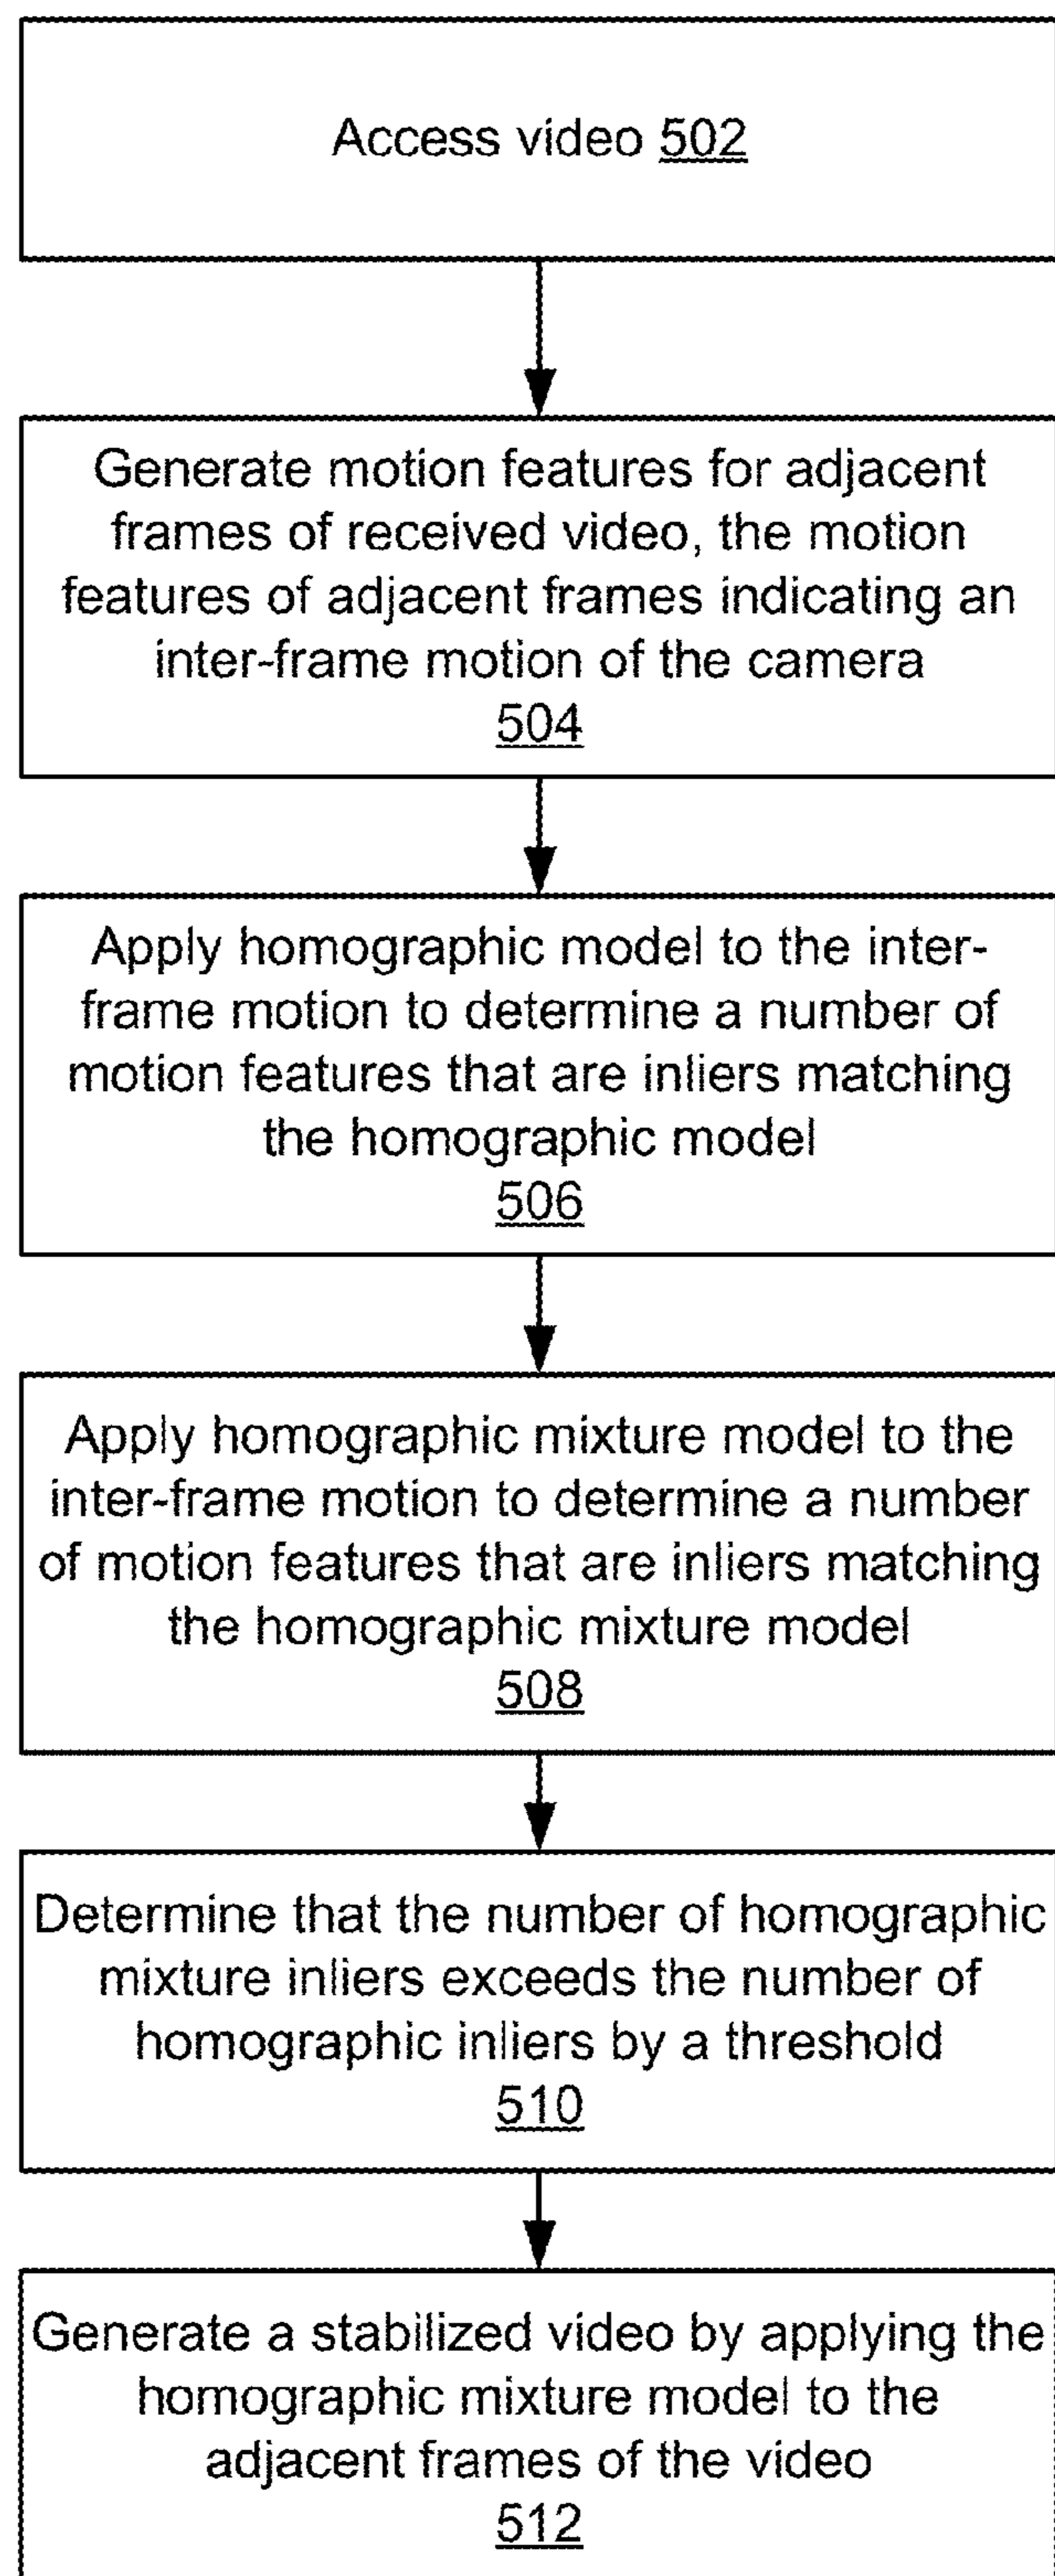 Access video 502
Generate motion features for adjacent
frames of received video, the motion
features of adjacent frames indicating an
inter-frame motion of the camera
504
Apply homographic model to the inter-
frame motion to determine a number of
motion features that are inliers matching
the homographic model
506
Apply homographic mixture model to the
inter-frame motion to determine a number
of motion features that are inliers matching
the homographic mixture model
508
Determine that the number of homographic
mixture inliers exceeds the number of
homographic inliers by a threshold
510
Generate a stabilized video by applying the
homographic mixture model to the
adjacent frames of the video
512